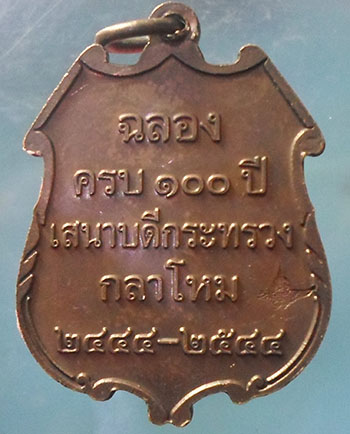 ฉลอง
ครบ ๑๐๐ ปี
เสนาบดีกระทรวง
กลาโหม
๒๔๔๔-๒๕๔๔